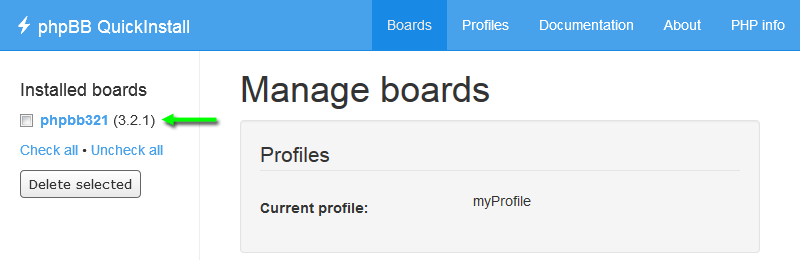 phpBB QuickInstall
Boards Profiles Documentation About PHP info
Installed boards
phpbb321 (3.2.1)
Check all • Uncheck all
Delete selected
Manage boards
Profiles
Current profile: myProfile